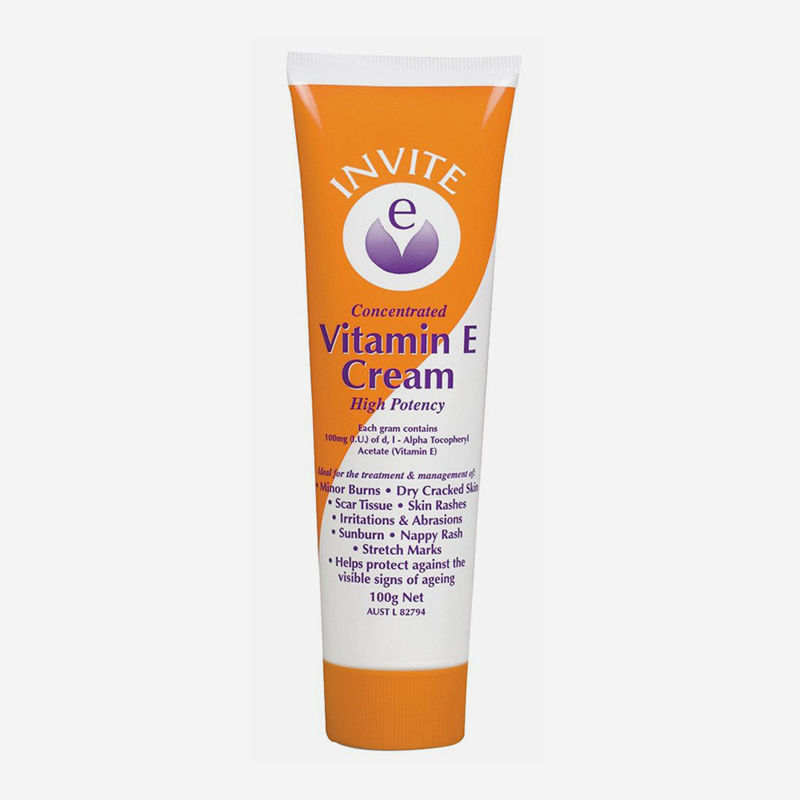 INVITE
e
Concentrated
Vitamin E
Cream
High Potency
Each gram contains
100mg (I.U.) of d, l - Alpha Tocopheryl
Acetate (Vitamin E)
Ideal for the treatment & management of:
• Minor Burns • Dry Cracked Skin
• Scar Tissue • Skin Rashes
• Irritations & Abrasions
• Sunburn • Nappy Rash
• Stretch Marks
• Helps protect against the
visible signs of ageing
100g Net
AUST L 82794